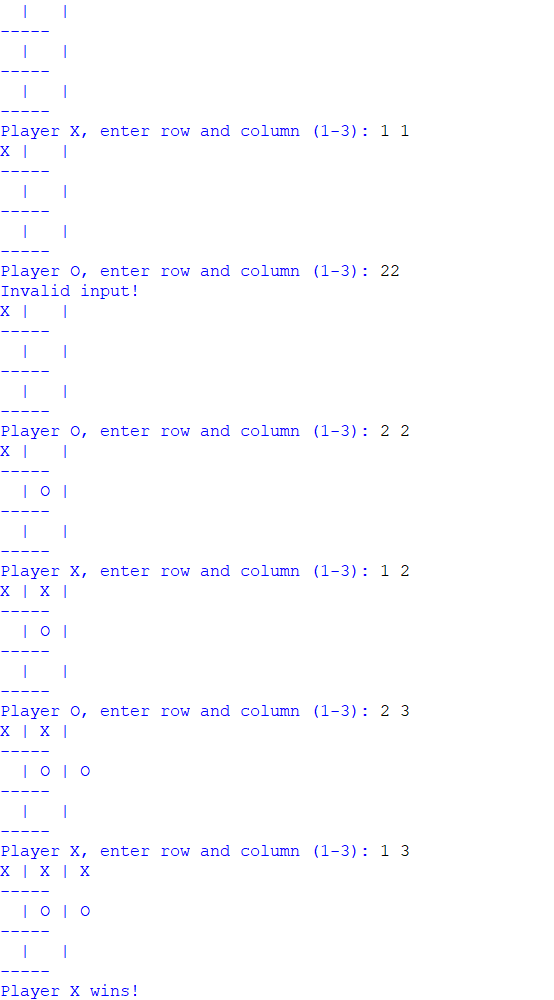 |   |
-----
  |   |
-----
  |   |
-----
Player X, enter row and column (1-3): 1 1
X |   |
-----
  |   |
-----
  |   |
-----
Player O, enter row and column (1-3): 22
Invalid input!
X |   |
-----
  |   |
-----
  |   |
-----
Player O, enter row and column (1-3): 2 2
X |   |
-----
  | O |
-----
  |   |
-----
Player X, enter row and column (1-3): 1 2
X | X |
-----
  | O |
-----
  |   |
-----
Player O, enter row and column (1-3): 2 3
X | X |
-----
  | O | O
-----
  |   |
-----
Player X, enter row and column (1-3): 1 3
X | X | X
-----
  | O | O
-----
  |   |
-----
Player X wins!